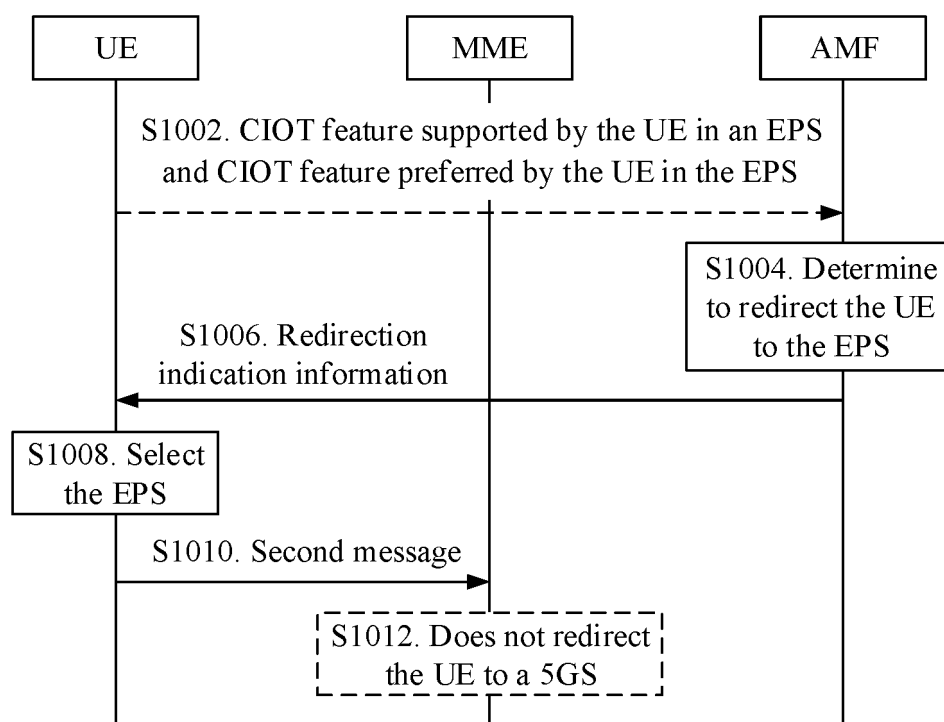 UE
MME
AMF
S1002. CIOT feature supported by the UE in an EPS
and CIOT feature preferred by the UE in the EPS
S1004. Determine
to redirect the UE
to the EPS
S1006. Redirection
indication information
S1008. Select
the EPS
S1010. Second message
S1012. Does not redirect
the UE to a 5GS